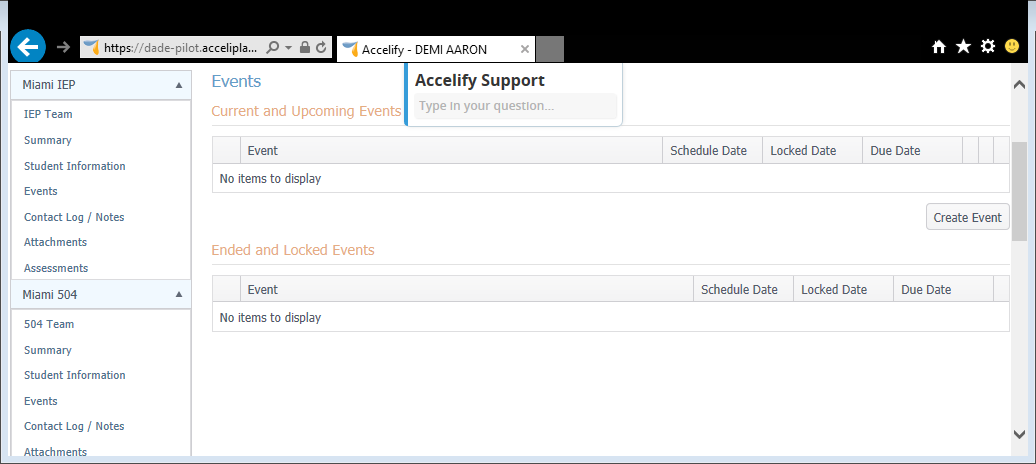 https://dade-pilot.accelipla...
Accelify - DEMI AARON
Miami IEP
IEP Team
Summary
Student Information
Events
Contact Log / Notes
Attachments
Assessments
Miami 504
504 Team
Summary
Student Information
Events
Contact Log / Notes
Attachments
Events
Accelify Support
Type in your question...
Current and Upcoming Events
Event Schedule Date Locked Date Due Date
No items to display
Create Event
Ended and Locked Events
Event Schedule Date Locked Date Due Date
No items to display